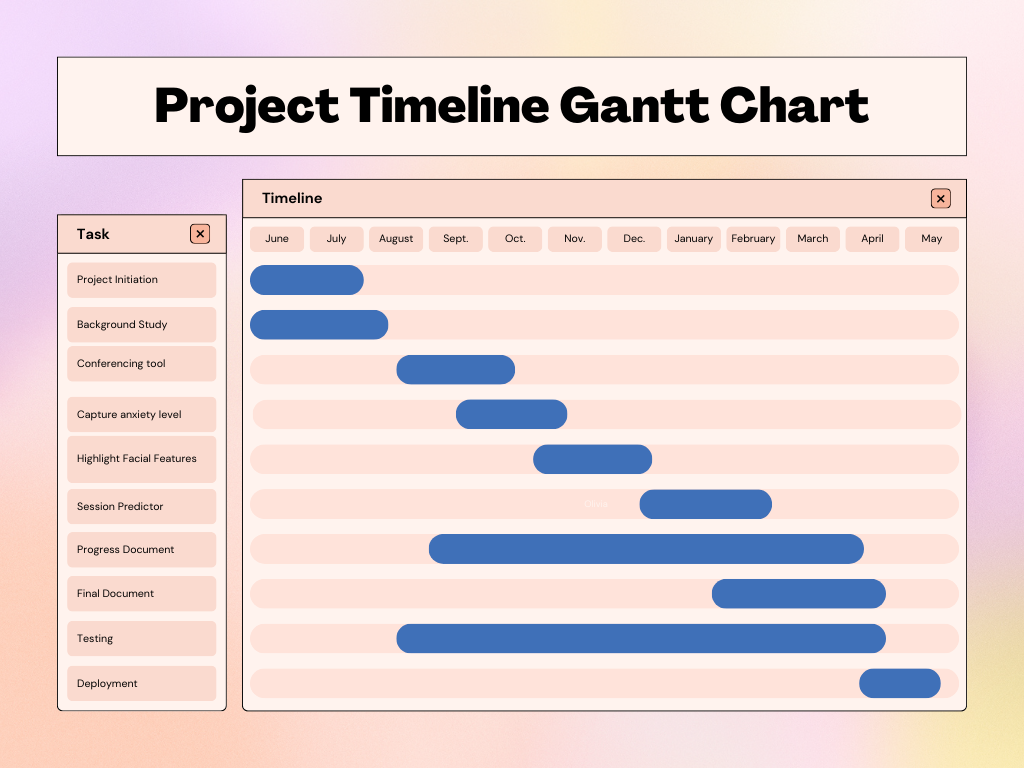 Project Timeline Gantt Chart
Timeline
Task
June July August Sept. Oct. Nov. Dec. January February March April May
Project Initiation
Background Study
Conferencing tool
Capture anxiety level
Highlight Facial Features
Session Predictor
Progress Document
Final Document
Testing
Deployment